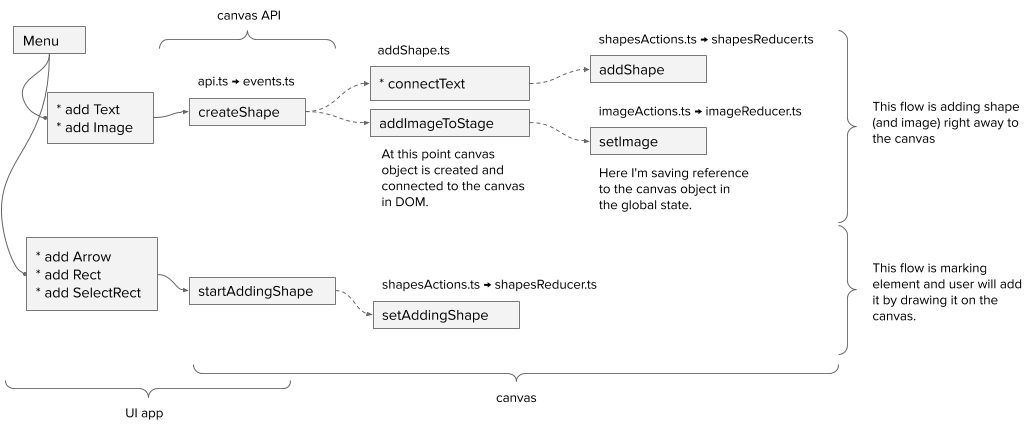 canvas API
Menu
addShape.ts
shapesActions.ts → shapesReducer.ts
api.ts → events.ts
* connectText
addShape
* add Text
* add Image
createShape
addImageToStage
imageActions.ts → imageReducer.ts
setImage
This flow is adding shape
(and image) right away to
the canvas
At this point canvas
object is created and
connected to the canvas
in DOM.
Here I'm saving reference
to the canvas object in
the global state.
* add Arrow
* add Rect
* add SelectRect
startAddingShape
shapesActions.ts → shapesReducer.ts
setAddingShape
This flow is marking
element and user will add
it by drawing it on the
canvas.
canvas
UI app